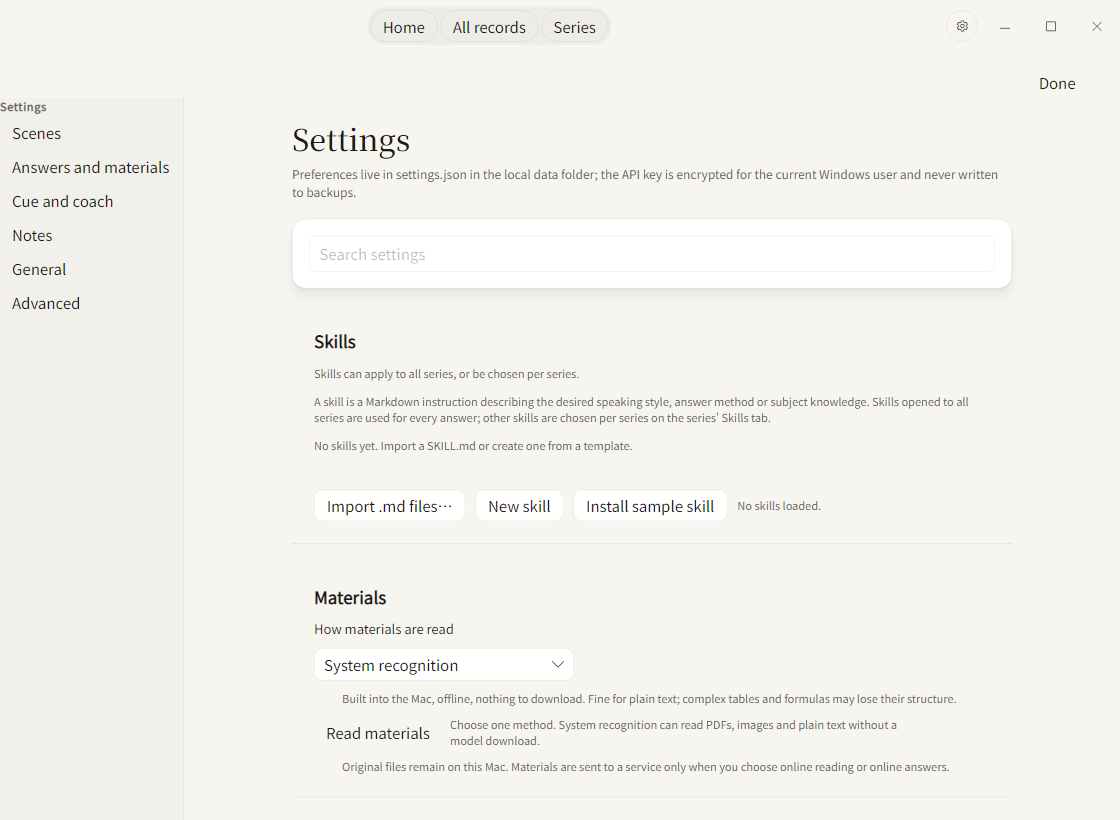 Home
All records
Series
Done
Settings
Scenes
Answers and materials
Cue and coach
Notes
General
Advanced
Settings
Preferences live in settings.json in the local data folder; the API key is encrypted for the current Windows user and never written
to backups.
Search settings
Skills
Skills can apply to all series, or be chosen per series.
A skill is a Markdown instruction describing the desired speaking style, answer method or subject knowledge. Skills opened to all
series are used for every answer; other skills are chosen per series on the series' Skills tab.
No skills yet. Import a SKILL.md or create one from a template.
Import .md files…
New skill
Install sample skill
No skills loaded.
Materials
How materials are read
System recognition
Built into the Mac, offline, nothing to download. Fine for plain text; complex tables and formulas may lose their structure.
Read materials
Choose one method. System recognition can read PDFs, images and plain text without a
model download.
Original files remain on this Mac. Materials are sent to a service only when you choose online reading or online answers.